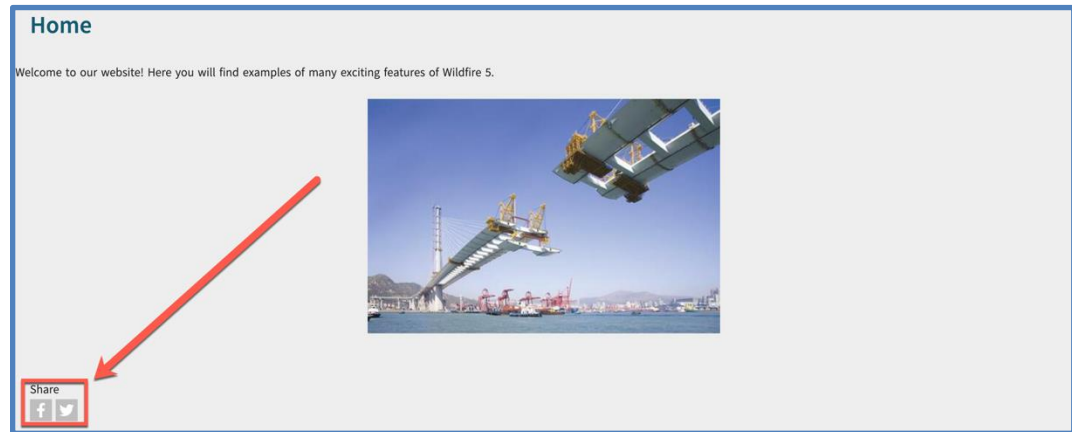 Home
Welcome to our website! Here you will find examples of many exciting features of Wildfire 5.
Share